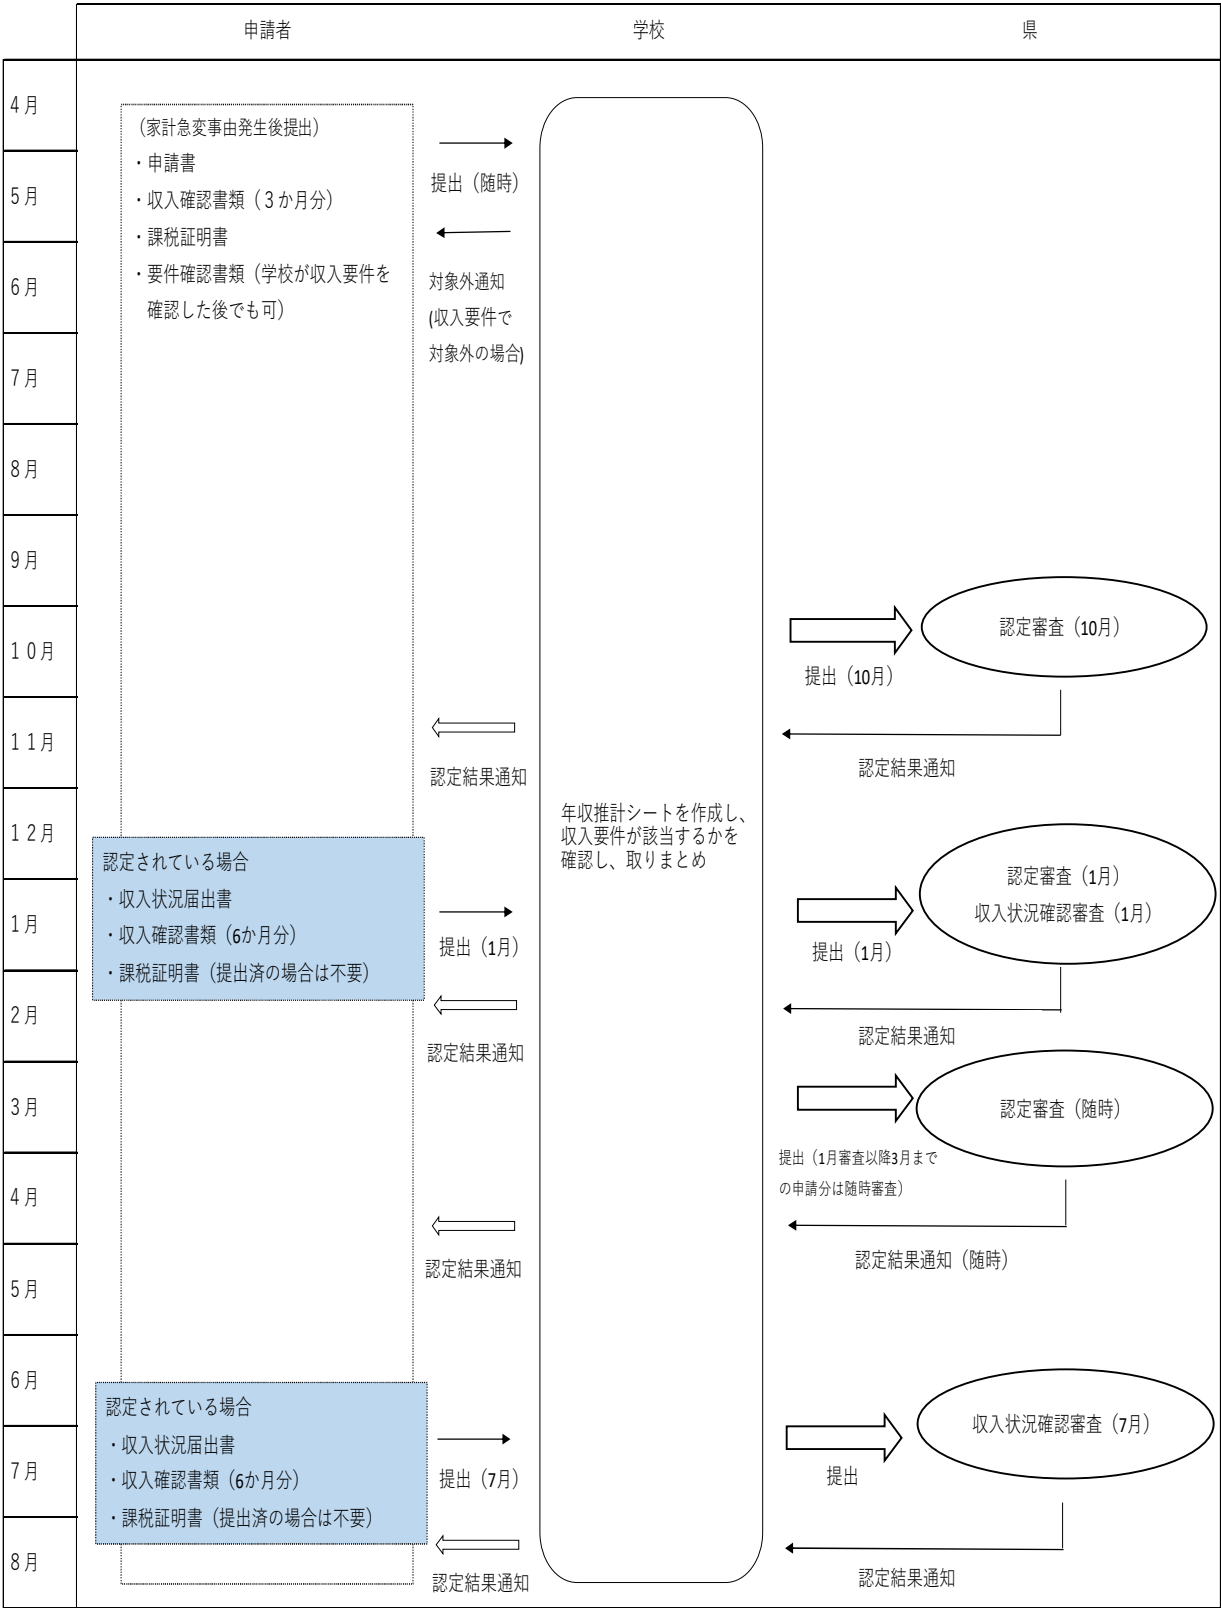 申請者
学校
県
４月
５月
６月
７月
８月
９月
１０月
１１月
１２月
１月
２月
３月
４月
５月
６月
７月
８月
（家計急変事由発生後提出）
・申請書
・収入確認書類（３か月分）
・課税証明書
・要件確認書類（学校が収入要件を
確認した後でも可）
提出（随時）
対象外通知
(収入要件で
対象外の場合)
認定審査（10月）
提出（10月）
認定結果通知
認定結果通知
年収推計シートを作成し、
収入要件が該当するかを
確認し、取りまとめ
認定されている場合
・収入状況届出書
・収入確認書類（6か月分）
・課税証明書（提出済の場合は不要）
提出（1月）
認定結果通知
認定審査（1月）
収入状況確認審査（1月）
提出（1月）
認定結果通知
認定審査（随時）
提出（1月審査以降3月まで
の申請分は随時審査）
認定結果通知（随時）
認定結果通知
認定されている場合
・収入状況届出書
・収入確認書類（6か月分）
・課税証明書（提出済の場合は不要）
提出（7月）
認定結果通知
収入状況確認審査（7月）
提出
認定結果通知